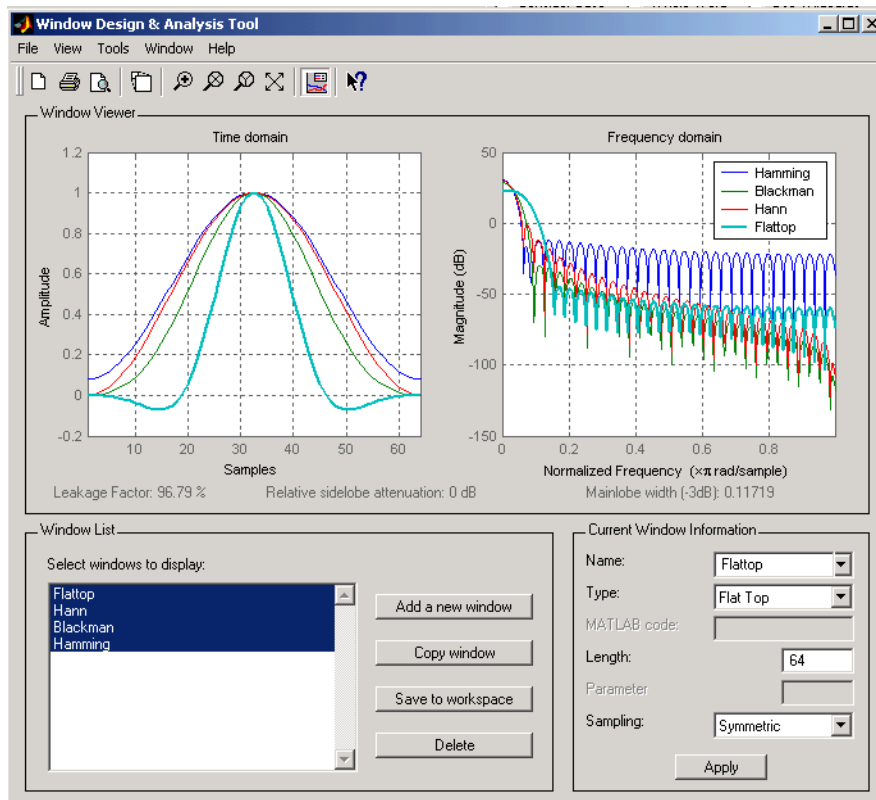 Window Design & Analysis Tool
File View Tools Window Help
Window Viewer
Time domain
Frequency domain
1.2
1
0.8
0.6
0.4
0.2
0
-0.2
Amplitude
10 20 30 40 50 60
Samples
50
0
-50
-100
-150
Magnitude (dB)
Hamming
Blackman
Hann
Flattop
0 0.2 0.4 0.6 0.8
Normalized Frequency (×π rad/sample)
Leakage Factor: 96.79 % Relative sidelobe attenuation: 0 dB Mainlobe width (-3dB): 0.11719
Window List
Select windows to display:
Flattop
Hann
Blackman
Hamming
Add a new window
Copy window
Save to workspace
Delete
Current Window Information
Name: Flattop
Type: Flat Top
MATLAB code:
Length: 64
Parameter
Sampling: Symmetric
Apply